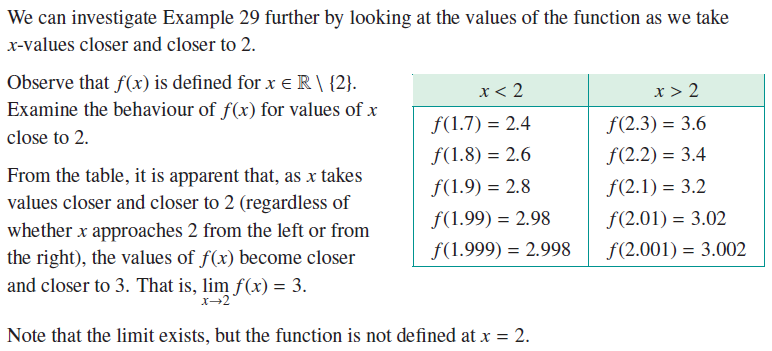 We can investigate Example 29 further by looking at the values of the function as we take
x-values closer and closer to 2.
Observe that f(x) is defined for x ∈ ℝ \ {2}.
Examine the behaviour of f(x) for values of x
close to 2.
From the table, it is apparent that, as x takes
values closer and closer to 2 (regardless of
whether x approaches 2 from the left or from
the right), the values of f(x) become closer
and closer to 3. That is, lim f(x) = 3.
x→2
x < 2 x > 2
f(1.7) = 2.4 f(2.3) = 3.6
f(1.8) = 2.6 f(2.2) = 3.4
f(1.9) = 2.8 f(2.1) = 3.2
f(1.99) = 2.98 f(2.01) = 3.02
f(1.999) = 2.998 f(2.001) = 3.002
Note that the limit exists, but the function is not defined at x = 2.